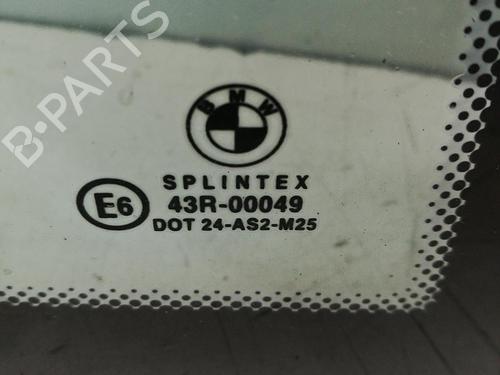 B-PARTS
BMW
SPLINTEX
E6
43R-00049
DOT 24-AS2-M25